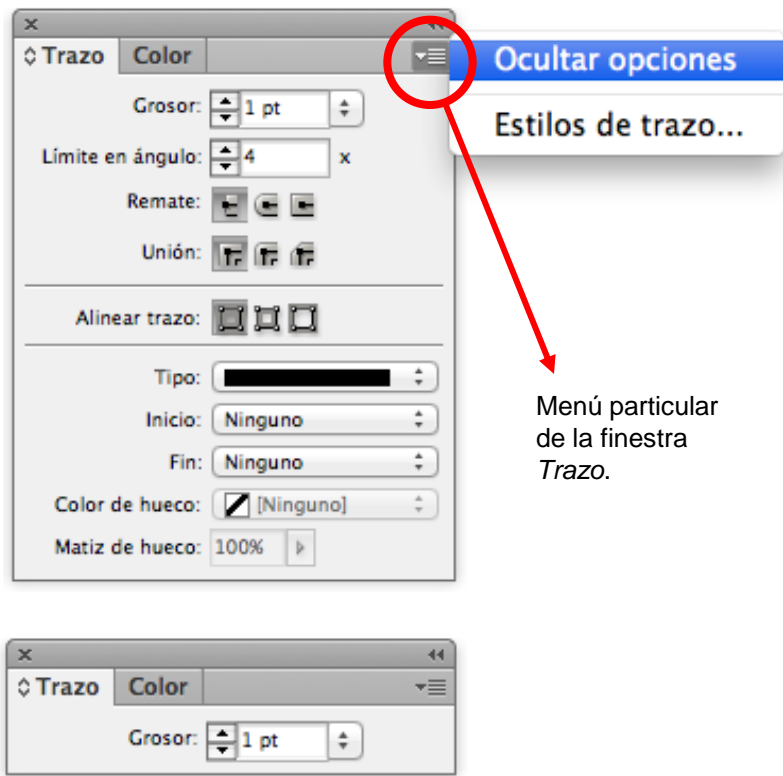 Trazo Color
Ocultar opciones
Estilos de trazo...
Grosor: 1 pt
Límite en ángulo: 4 x
Remate:
Unión:
Alinear trazo:
Tipo:
Inicio: Ninguno
Fin: Ninguno
Color de hueco: [Ninguno]
Matiz de hueco: 100%
Menú particular
de la finestra
Trazo.
Trazo Color
Grosor: 1 pt